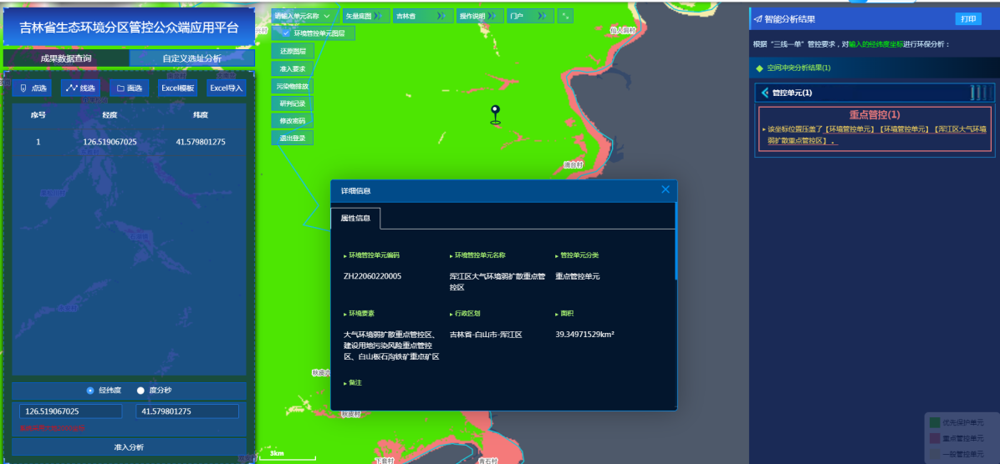 吉林省生态环境分区管控公众端应用平台
成果数据查询
自定义选址分析
点选
线选
面选
Excel模板
Excel导入
序号
经度
纬度
1
126.519067025
41.579801275
经纬度
度分秒
126.519067025
41.579801275
准入分析
请输入单元名称
矢量底图
吉林省
操作说明
门户
环境管控单元图层
还原图层
准入要求
污染物排放
研判记录
修改密码
退出登录
仙人洞村
滴台村
秋皮村
下套村
青石村
3km
详细信息
属性信息
环境管控单元编码
环境管控单元名称
管控单元分类
ZH22060220005
浑江区大气环境弱扩散重点管
控区
重点管控单元
环境要素
行政区划
面积
大气环境弱扩散重点管控区、
建设用地污染风险重点管控
区、白山板石沟铁矿重点矿区
吉林省-白山市-浑江区
39.34971529km²
备注
智能分析结果
打印
根据“三线一单”管控要求，对输入的经纬度坐标进行环保分析：
空间冲突分析结果(1)
管控单元(1)
重点管控(1)
该坐标位置压盖了【环境管控单元】【环境管控单元】【浑江区大气环境
弱扩散重点管控区】。
优先保护单元
重点管控单元
一般管控单元